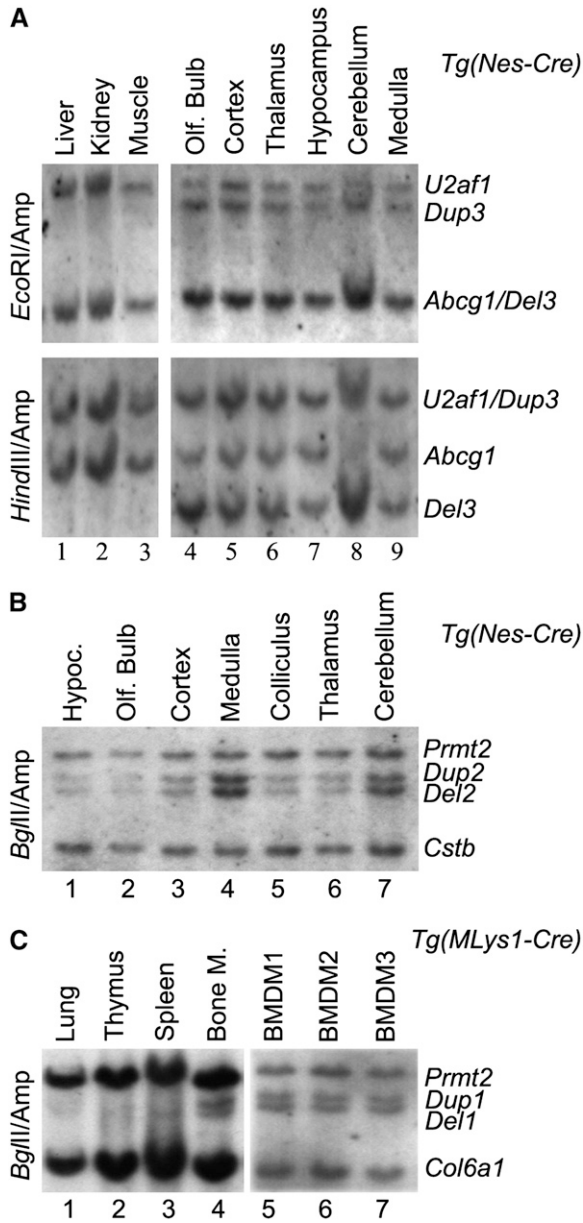 A
Tg(Nes-Cre)
Liver
Kidney
Muscle
Olf. Bulb
Cortex
Thalamus
Hypocampus
Cerebellum
Medulla
EcoRI/Amp
U2af1
Dup3
Abcg1/Del3
HindIII/Amp
U2af1/Dup3
Abcg1
Del3
1 2 3 4 5 6 7 8 9
B
Tg(Nes-Cre)
Hypoc.
Olf. Bulb
Cortex
Medulla
Colliculus
Thalamus
Cerebellum
BglII/Amp
Prmt2
Dup2
Del2
Cstb
1 2 3 4 5 6 7
C
Tg(MLys1-Cre)
Lung
Thymus
Spleen
Bone M.
BMDM1
BMDM2
BMDM3
BglII/Amp
Prmt2
Dup1
Del1
Col6a1
1 2 3 4 5 6 7